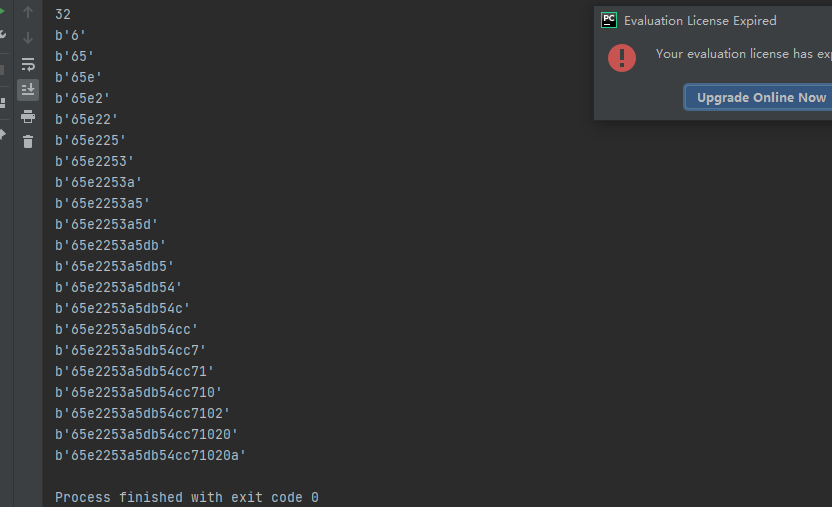 32
b'6'
b'65'
b'65e'
b'65e2'
b'65e22'
b'65e225'
b'65e2253'
b'65e2253a'
b'65e2253a5'
b'65e2253a5d'
b'65e2253a5db'
b'65e2253a5db5'
b'65e2253a5db54'
b'65e2253a5db54c'
b'65e2253a5db54cc'
b'65e2253a5db54cc7'
b'65e2253a5db54cc71'
b'65e2253a5db54cc710'
b'65e2253a5db54cc7102'
b'65e2253a5db54cc71020'
b'65e2253a5db54cc71020a'
Process finished with exit code 0
PC
Evaluation License Expired
Your evaluation license has exp
Upgrade Online Now